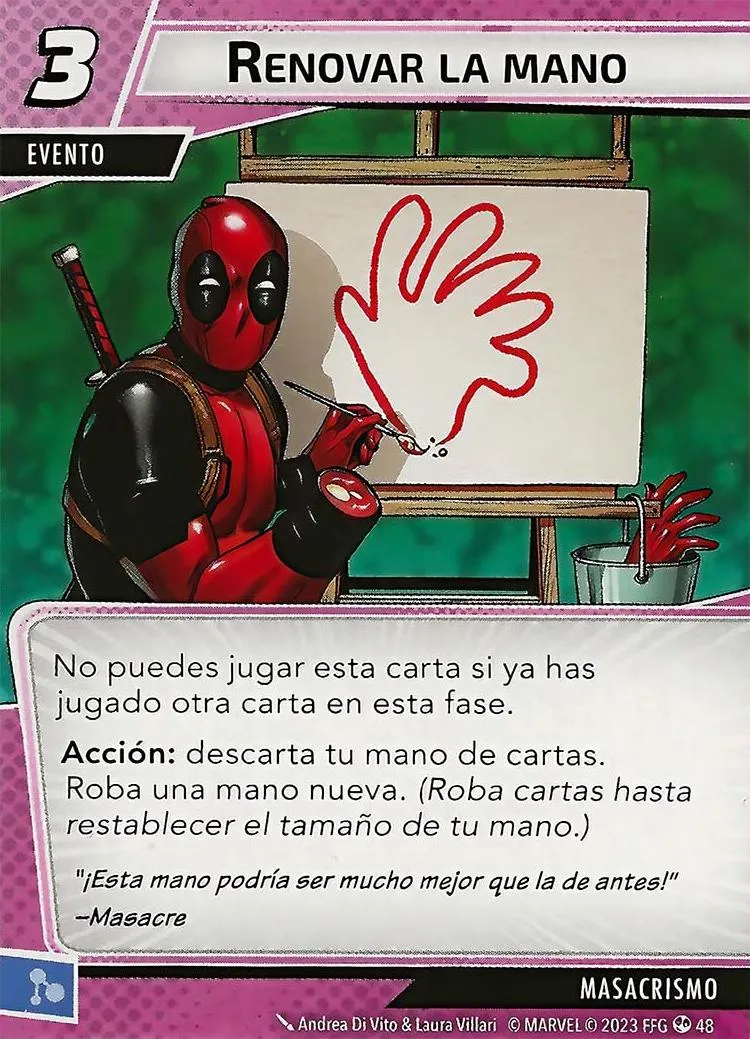 3
RENOVAR LA MANO
EVENTO
No puedes jugar esta carta si ya has
jugado otra carta en esta fase.
Acción: descarta tu mano de cartas.
Roba una mano nueva. (Roba cartas hasta
restablecer el tamaño de tu mano.)
"¡Esta mano podría ser mucho mejor que la de antes!"
–Masacre
MASACRISMO
Andrea Di Vito & Laura Villari © MARVEL © 2023 FFG 48